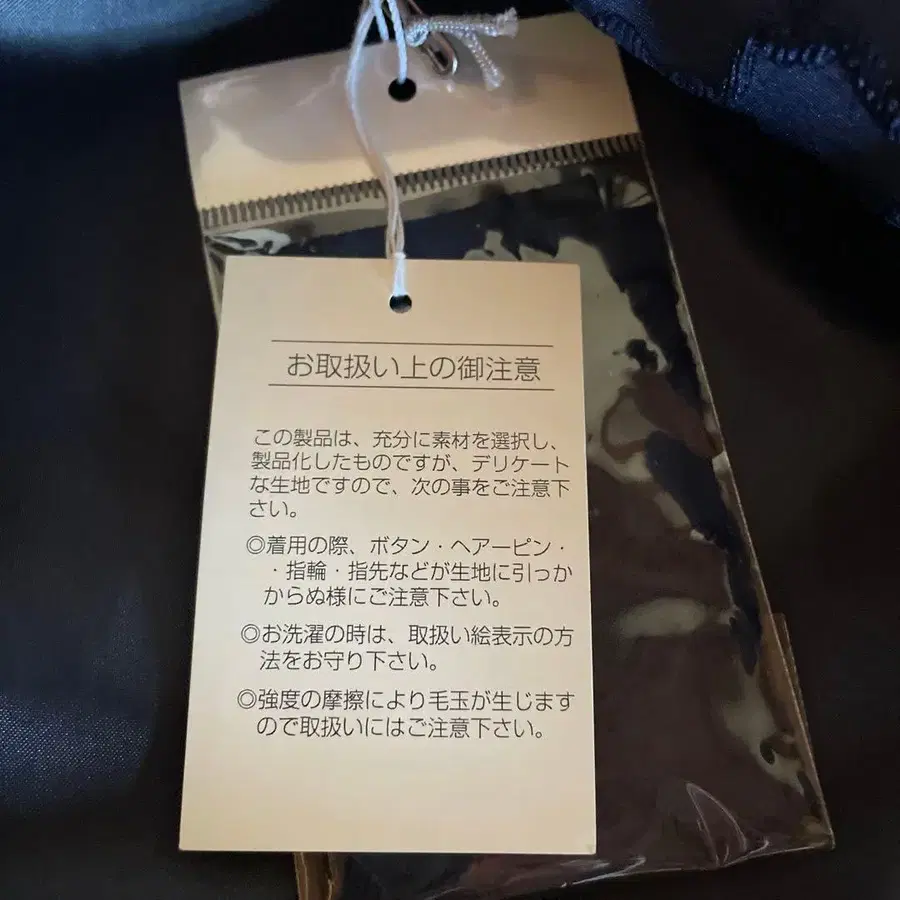 お取扱い上の御注意
この製品は、充分に素材を選択し、
製品化したものですが、デリケート
な生地ですので、次の事をご注意下
さい。
◎着用の際、ボタン・ヘアーピン・
・指輪・指先などが生地に引っか
からぬ様にご注意下さい。
◎お洗濯の時は、取扱い絵表示の方
法をお守り下さい。
◎強度の摩擦により毛玉が生じます
ので取扱いにはご注意下さい。